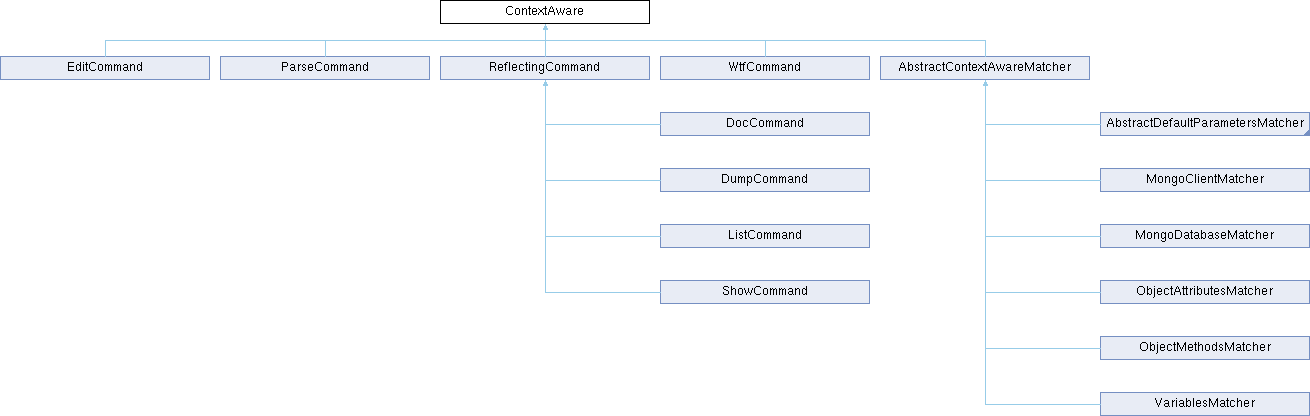 ContextAware
EditCommand
ParseCommand
ReflectingCommand
WtfCommand
AbstractContextAwareMatcher
DocCommand
AbstractDefaultParametersMatcher
DumpCommand
MongoClientMatcher
ListCommand
MongoDatabaseMatcher
ShowCommand
ObjectAttributesMatcher
ObjectMethodsMatcher
VariablesMatcher